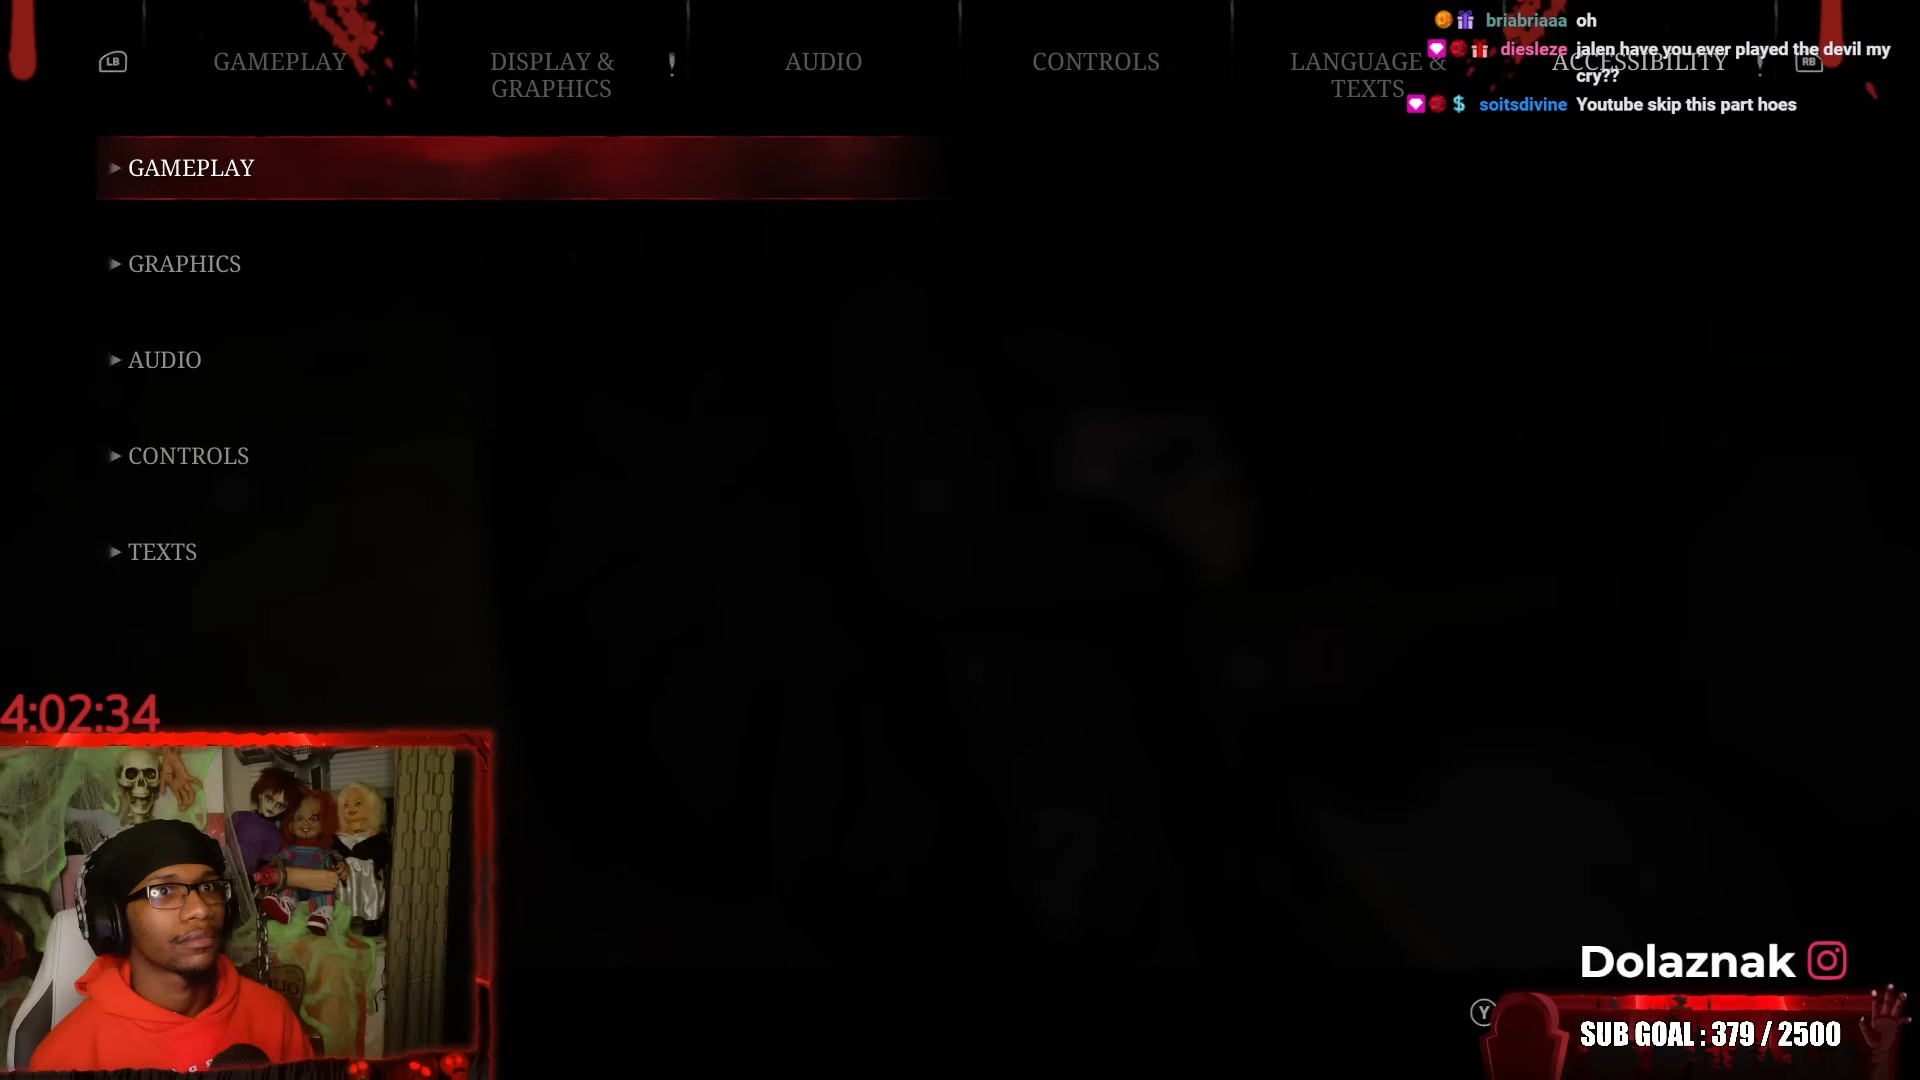 LB
GAMEPLAY
DISPLAY &
GRAPHICS
AUDIO
CONTROLS
LANGUAGE &
TEXTS
ACCESSIBILITY
RB
briabriaaa oh
diesleze jalen have you ever played the devil my
cry??
soitsdivine Youtube skip this part hoes
GAMEPLAY
GRAPHICS
AUDIO
CONTROLS
TEXTS
4:02:34
Dolaznak
Y
SUB GOAL : 379 / 2500